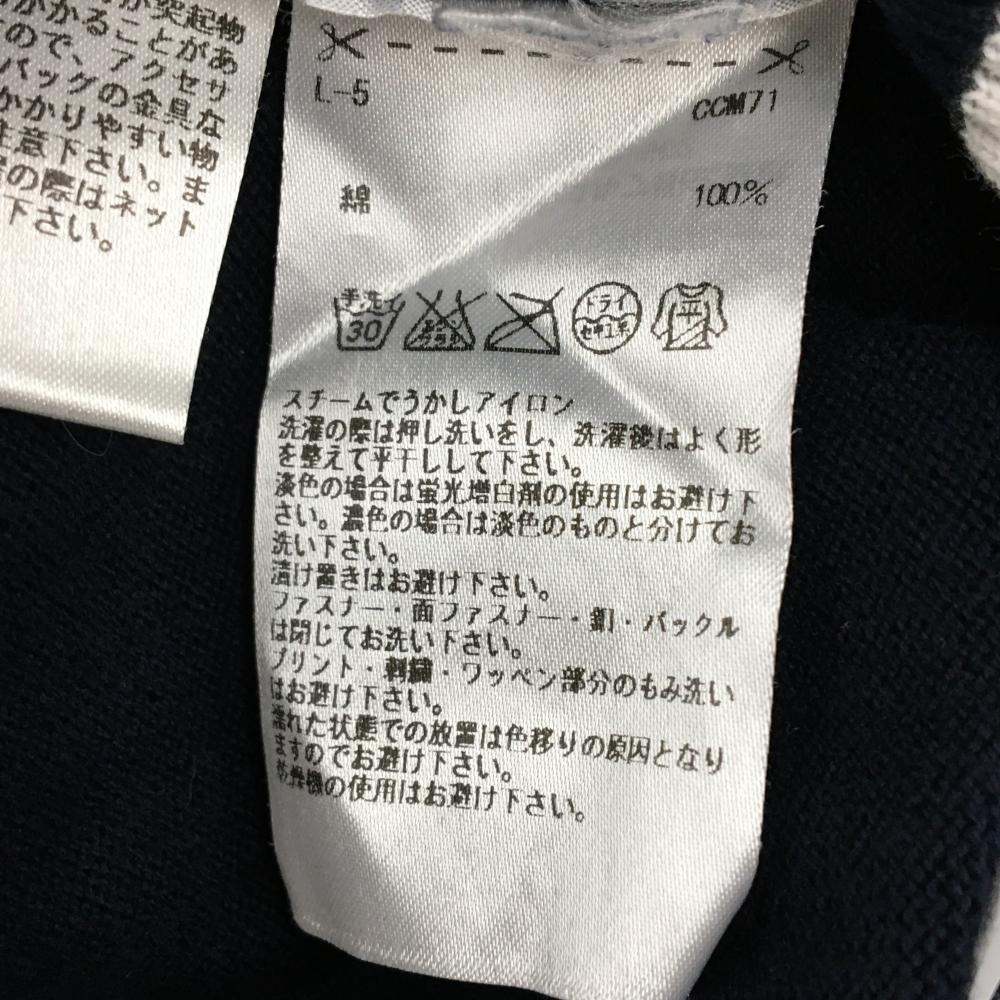 突起物
かかることがあ
ので、アクセサ
バッグの金具な
かかりやすい物
注意下さい。ま
の際はネット
下さい。
L-5 CCM71
綿 100%
手洗イ 30 エンソ サラシ ドライ セキユ系 平
スチームでうかしアイロン
洗濯の際は押し洗いをし、洗濯後はよく形
を整えて平干しして下さい。
淡色の場合は蛍光増白剤の使用はお避け下
さい。濃色の場合は淡色のものと分けてお
洗い下さい。
漬け置きはお避け下さい。
ファスナー・面ファスナー・釦・バックル
は閉じてお洗い下さい。
プリント・刺繍・ワッペン部分のもみ洗い
はお避け下さい。
濡れた状態での放置は色移りの原因となり
ますのでお避け下さい。
乾燥機の使用はお避け下さい。